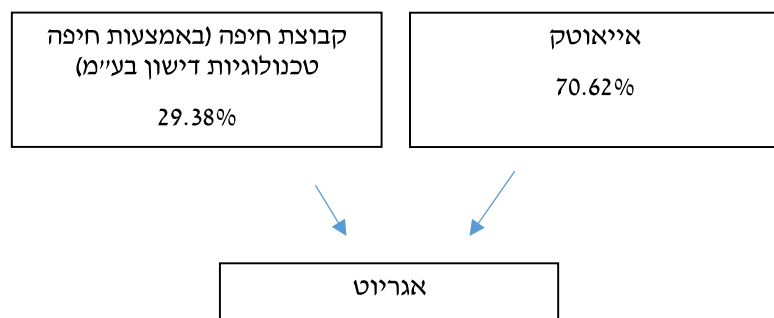 אייאוטק
70.62%
קבוצת חיפה (באמצעות חיפה
טכנולוגיות דישון בע״מ)
29.38%
אגריוט